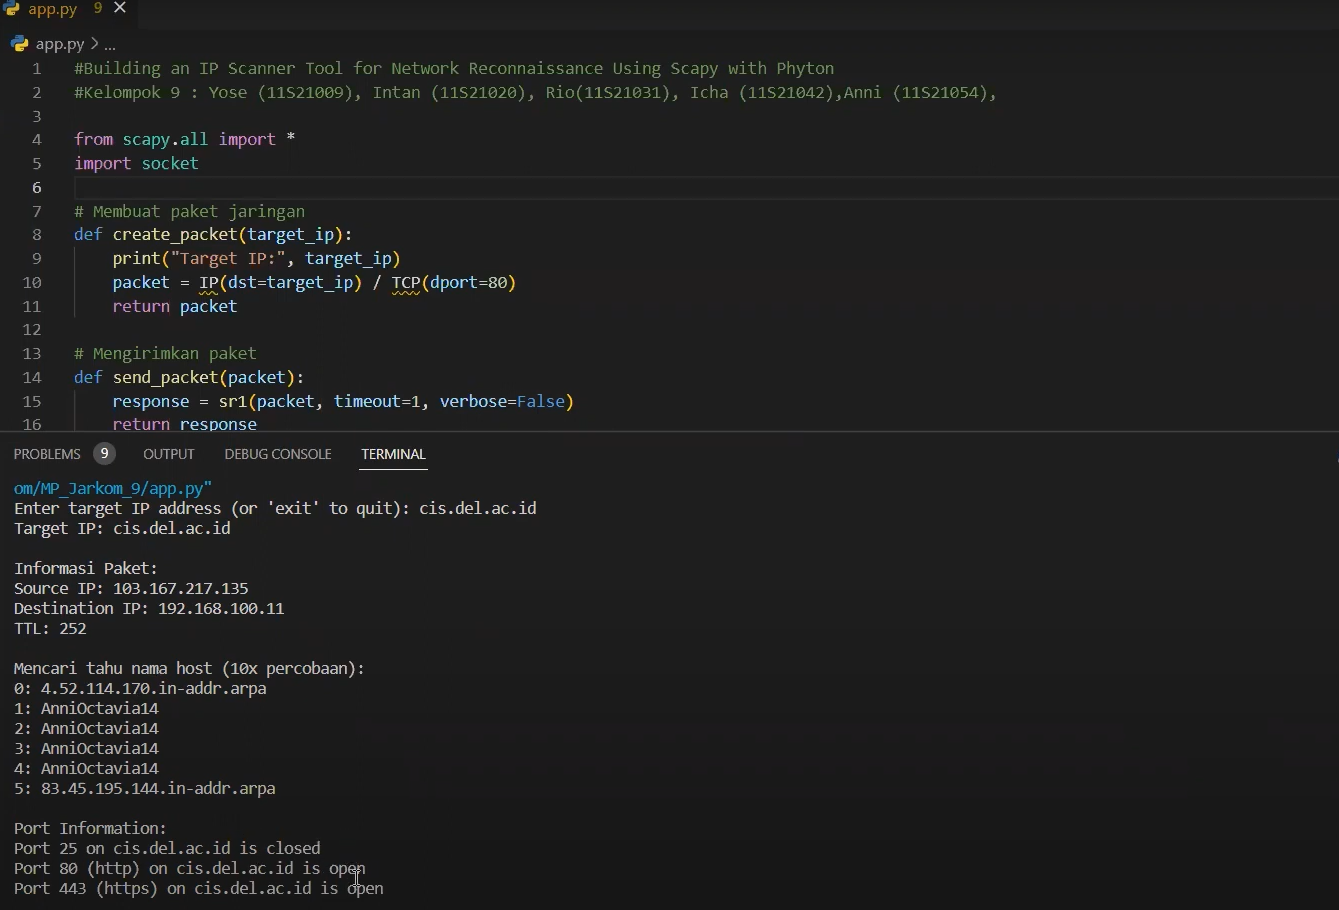 app.py 9 ×
app.py > ...
1 #Building an IP Scanner Tool for Network Reconnaissance Using Scapy with Phyton
2 #Kelompok 9 : Yose (11S21009), Intan (11S21020), Rio(11S21031), Icha (11S21042),Anni (11S21054),
3
4 from scapy.all import *
5 import socket
6
7 # Membuat paket jaringan
8 def create_packet(target_ip):
9 print("Target IP:", target_ip)
10 packet = IP(dst=target_ip) / TCP(dport=80)
11 return packet
12
13 # Mengirimkan paket
14 def send_packet(packet):
15 response = sr1(packet, timeout=1, verbose=False)
16 return response
PROBLEMS 9 OUTPUT DEBUG CONSOLE TERMINAL
om/MP_Jarkom_9/app.py"
Enter target IP address (or 'exit' to quit): cis.del.ac.id
Target IP: cis.del.ac.id
Informasi Paket:
Source IP: 103.167.217.135
Destination IP: 192.168.100.11
TTL: 252
Mencari tahu nama host (10x percobaan):
0: 4.52.114.170.in-addr.arpa
1: AnniOctavia14
2: AnniOctavia14
3: AnniOctavia14
4: AnniOctavia14
5: 83.45.195.144.in-addr.arpa
Port Information:
Port 25 on cis.del.ac.id is closed
Port 80 (http) on cis.del.ac.id is open
Port 443 (https) on cis.del.ac.id is open